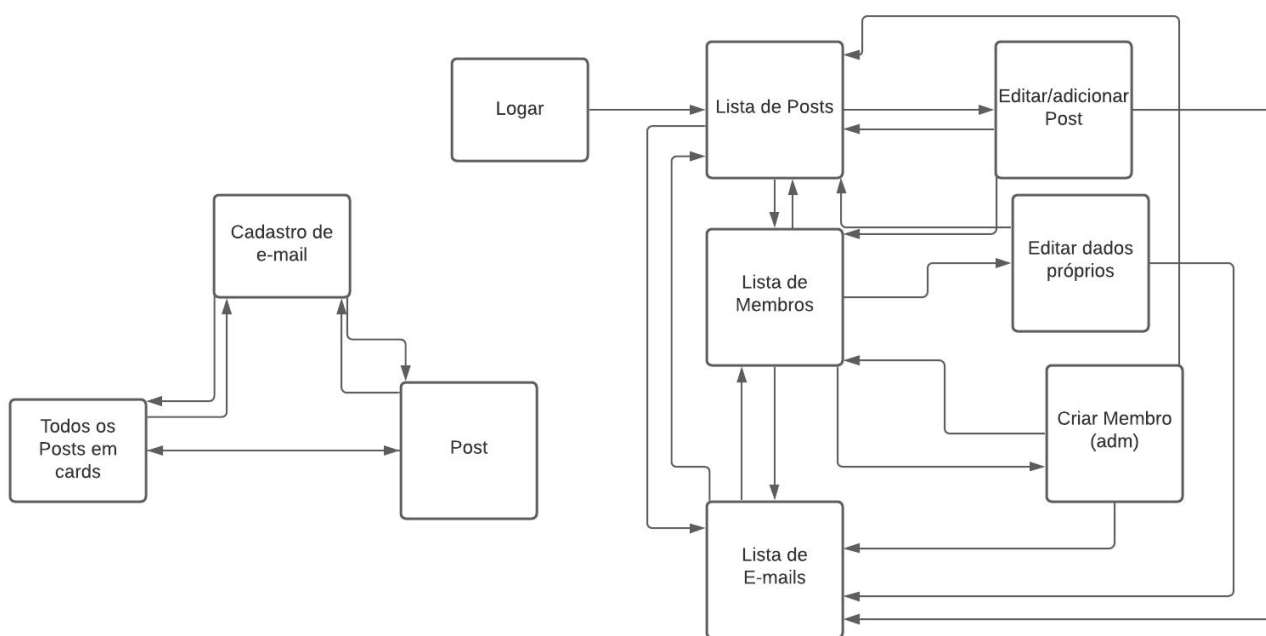 Logar
Lista de Posts
Editar/adicionar
Post
Cadastro de
e-mail
Editar dados
próprios
Lista de
Membros
Todos os
Posts em
cards
Post
Criar Membro
(adm)
Lista de
E-mails